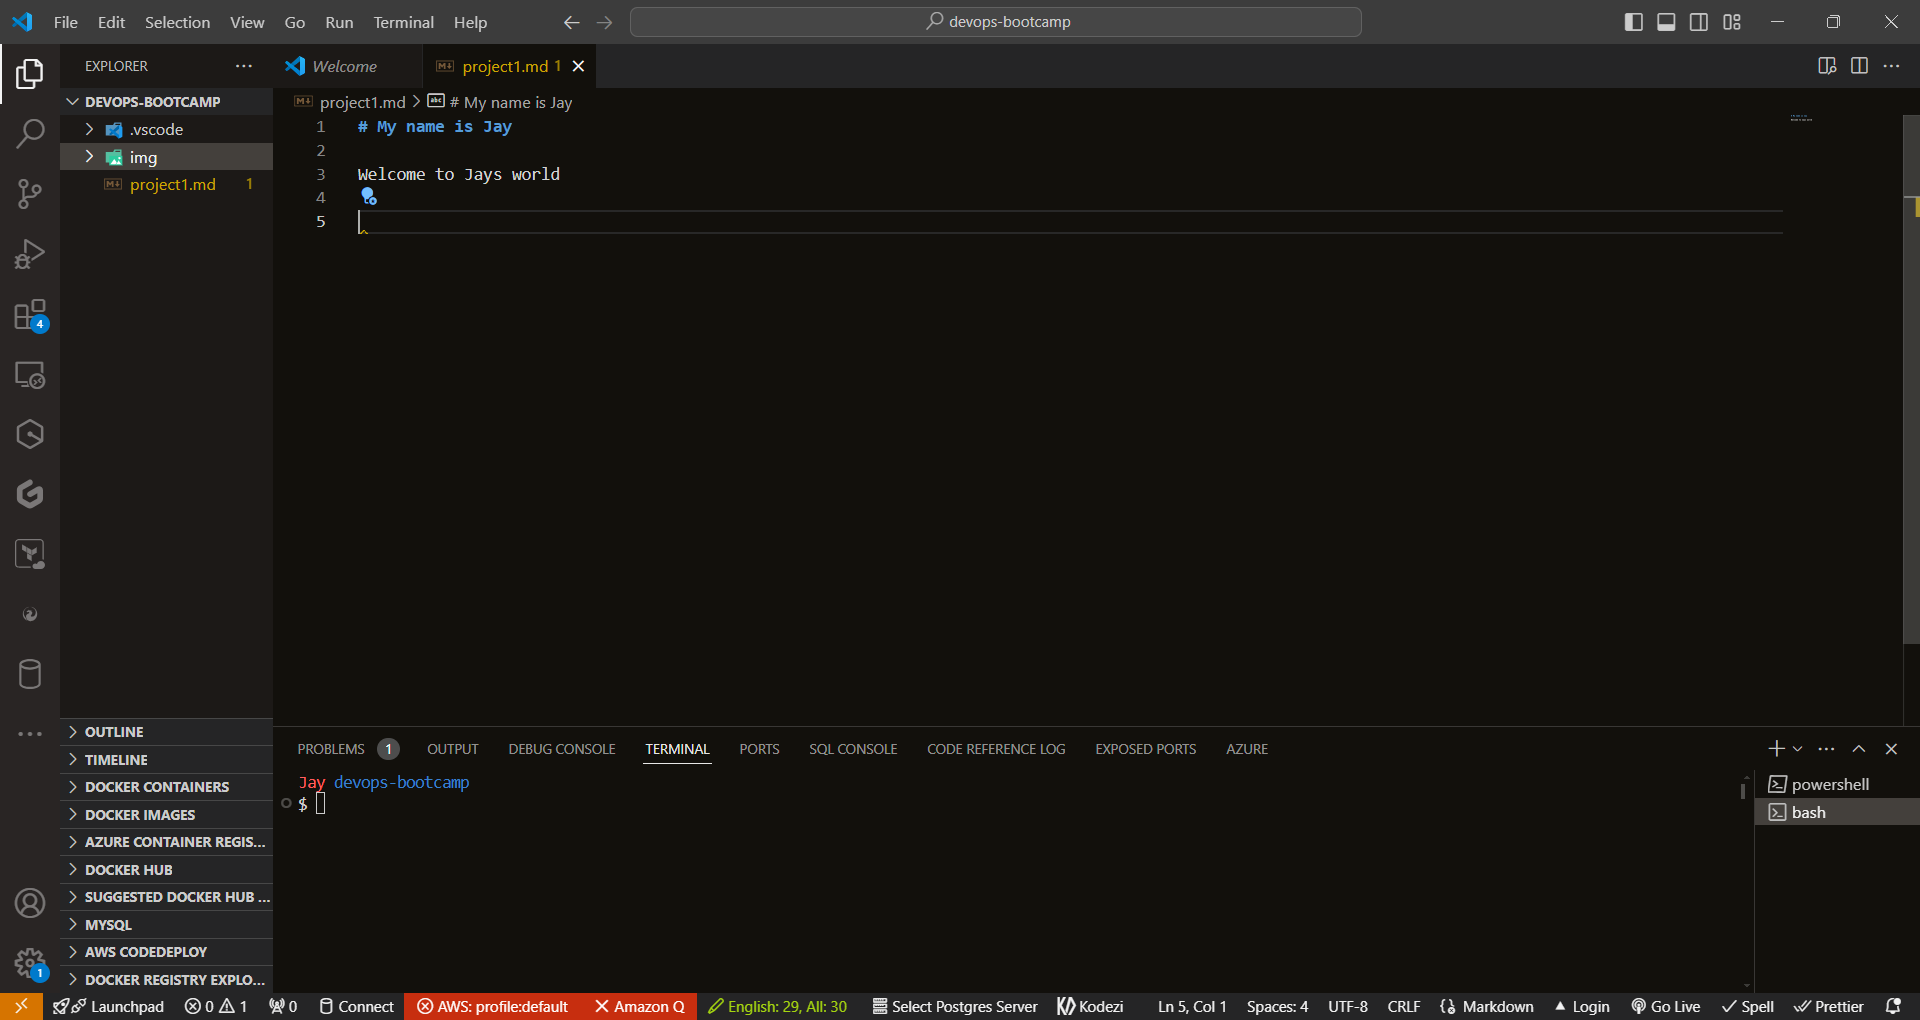 File Edit Selection View Go Run Terminal Help devops-bootcamp
EXPLORER
Welcome
project1.md 1
DEVOPS-BOOTCAMP
.vscode
img
project1.md 1
project1.md > # My name is Jay
1 # My name is Jay
2
3 Welcome to Jays world
4
5
4
OUTLINE
TIMELINE
DOCKER CONTAINERS
DOCKER IMAGES
AZURE CONTAINER REGIS...
DOCKER HUB
SUGGESTED DOCKER HUB ...
MYSQL
AWS CODEDEPLOY
DOCKER REGISTRY EXPLO...
1
PROBLEMS 1 OUTPUT DEBUG CONSOLE TERMINAL PORTS SQL CONSOLE CODE REFERENCE LOG EXPOSED PORTS AZURE
Jay devops-bootcamp
$
powershell
bash
Launchpad 0 1 0 Connect AWS: profile:default Amazon Q English: 29, All: 30 Select Postgres Server Kodezi Ln 5, Col 1 Spaces: 4 UTF-8 CRLF Markdown Login Go Live Spell Prettier